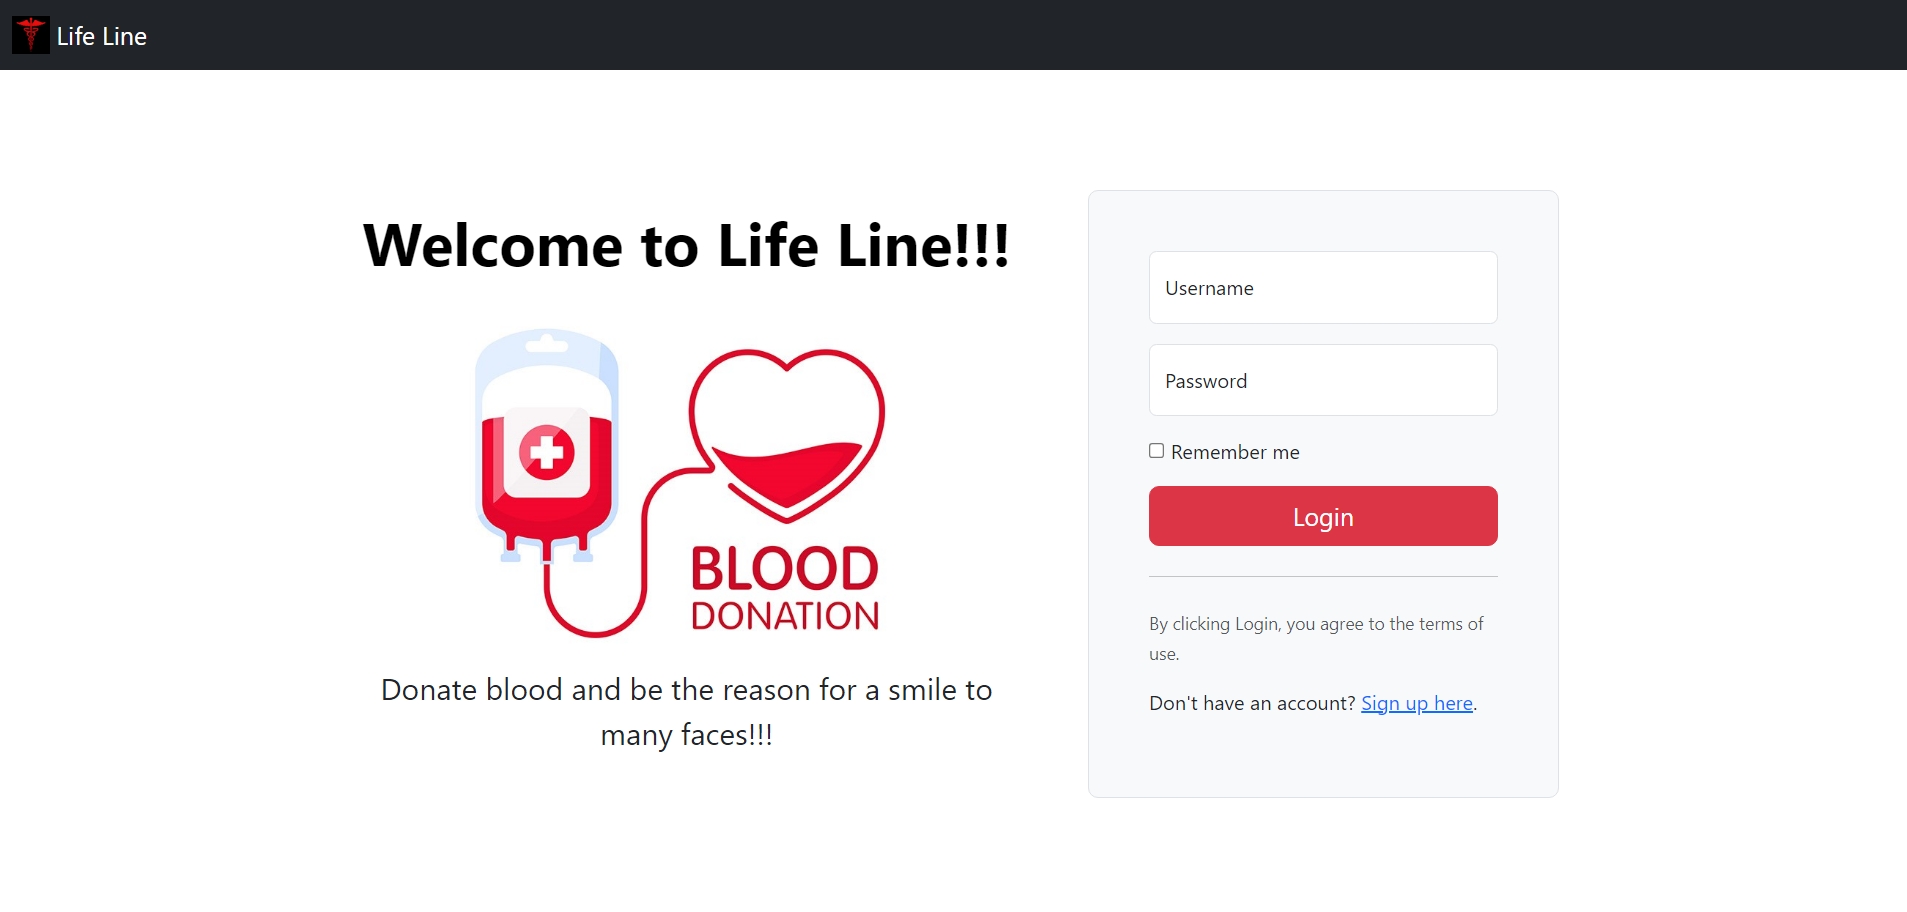 Life Line
Welcome to Life Line!!!
BLOOD
DONATION
Donate blood and be the reason for a smile to
many faces!!!
Username
Password
Remember me
Login
By clicking Login, you agree to the terms of
use.
Don't have an account? Sign up here.